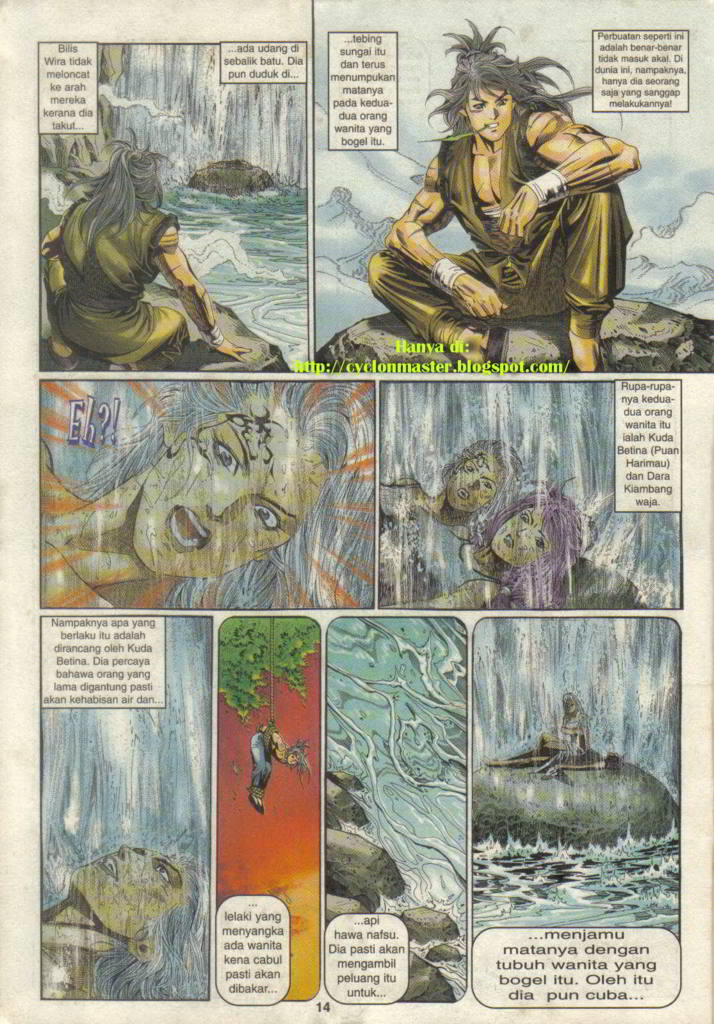 Bilis
Wira tidak
meloncat
ke arah
mereka
kerana dia
takut...
...ada udang di
sebalik batu. Dia
pun duduk di...
...tebing
sungai itu
dan terus
menumpukan
matanya
pada kedua-
dua orang
wanita yang
bogel itu.
Perbuatan seperti ini
adalah benar-benar
tidak masuk akal. Di
dunia ini, nampaknya,
hanya dia seorang
saja yang sanggap
melakukannya!
Hanya di:
http://cyclonmaster.blogspot.com/
Eh?!
Rupa-rupa-
nya kedua-
dua orang
wanita itu
ialah Kuda
Betina (Puan
Harimau)
dan Dara
Kiambang
waja.
Nampaknya apa yang
berlaku itu adalah
dirancang oleh Kuda
Betina. Dia percaya
bahawa orang yang
lama digantung pasti
akan kehabisan air dan...
...
lelaki yang
menyangka
ada wanita
kena cabul
pasti akan
dibakar...
...api
hawa nafsu.
Dia pasti akan
mengambil
peluang itu
untuk...
...menjamu
matanya dengan
tubuh wanita yang
bogel itu. Oleh itu
dia pun cuba...
14